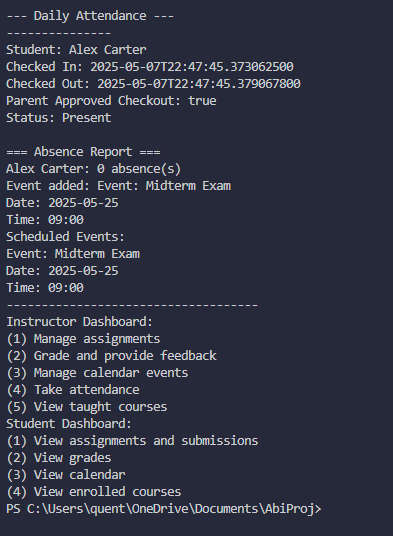 --- Daily Attendance ---
---------------
Student: Alex Carter
Checked In: 2025-05-07T22:47:45.373062500
Checked Out: 2025-05-07T22:47:45.379067800
Parent Approved Checkout: true
Status: Present

=== Absence Report ===
Alex Carter: 0 absence(s)
Event added: Event: Midterm Exam
Date: 2025-05-25
Time: 09:00
Scheduled Events:
Event: Midterm Exam
Date: 2025-05-25
Time: 09:00
------------------------------------
Instructor Dashboard:
(1) Manage assignments
(2) Grade and provide feedback
(3) Manage calendar events
(4) Take attendance
(5) View taught courses
Student Dashboard:
(1) View assignments and submissions
(2) View grades
(3) View calendar
(4) View enrolled courses
PS C:\Users\quent\OneDrive\Documents\AbiProj>